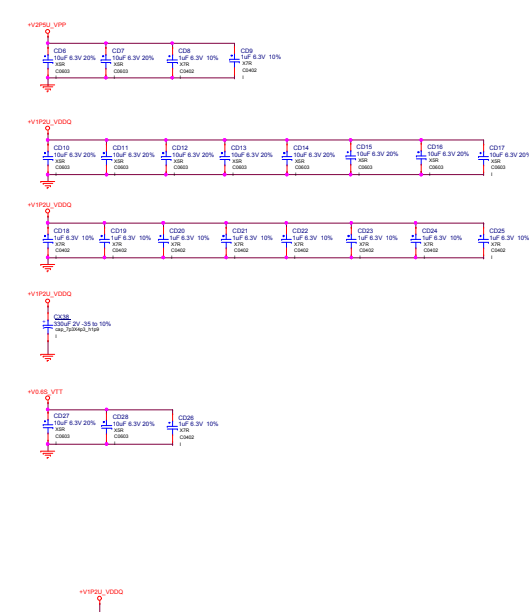 +V2P5U_VPP
CD6 CD7 CD8 CD9
10uF 6.3V 20% 10uF 6.3V 20% 1uF 6.3V 10% 1uF 6.3V 10%
X5R X5R X7R X7R
C0603 C0603 C0402 C0402
I
+V1P2U_VDDQ
CD10 CD11 CD12 CD13 CD14 CD15 CD16 CD17
10uF 6.3V 20% 10uF 6.3V 20% 10uF 6.3V 20% 10uF 6.3V 20% 10uF 6.3V 20% 10uF 6.3V 20% 10uF 6.3V 20% 10uF 6.3V 20%
X5R X5R X5R X5R X5R X5R X5R X5R
C0603 C0603 C0603 C0603 C0603 C0603 C0603 C0603
I
+V1P2U_VDDQ
CD18 CD19 CD20 CD21 CD22 CD23 CD24 CD25
1uF 6.3V 10% 1uF 6.3V 10% 1uF 6.3V 10% 1uF 6.3V 10% 1uF 6.3V 10% 1uF 6.3V 10% 1uF 6.3V 10% 1uF 6.3V 10%
X7R X7R X7R X7R X7R X7R X7R X7R
C0402 C0402 C0402 C0402 C0402 C0402 C0402 C0402
I
+V1P2U_VDDQ
CX38
330uF 2V -35 to 10%
cap_7p3X4p3_h1p9
I
+V0.6S_VTT
CD27 CD28 CD26
10uF 6.3V 20% 10uF 6.3V 20% 1uF 6.3V 10%
X5R X5R X7R
C0603 C0603 C0402
I
+V1P2U_VDDQ